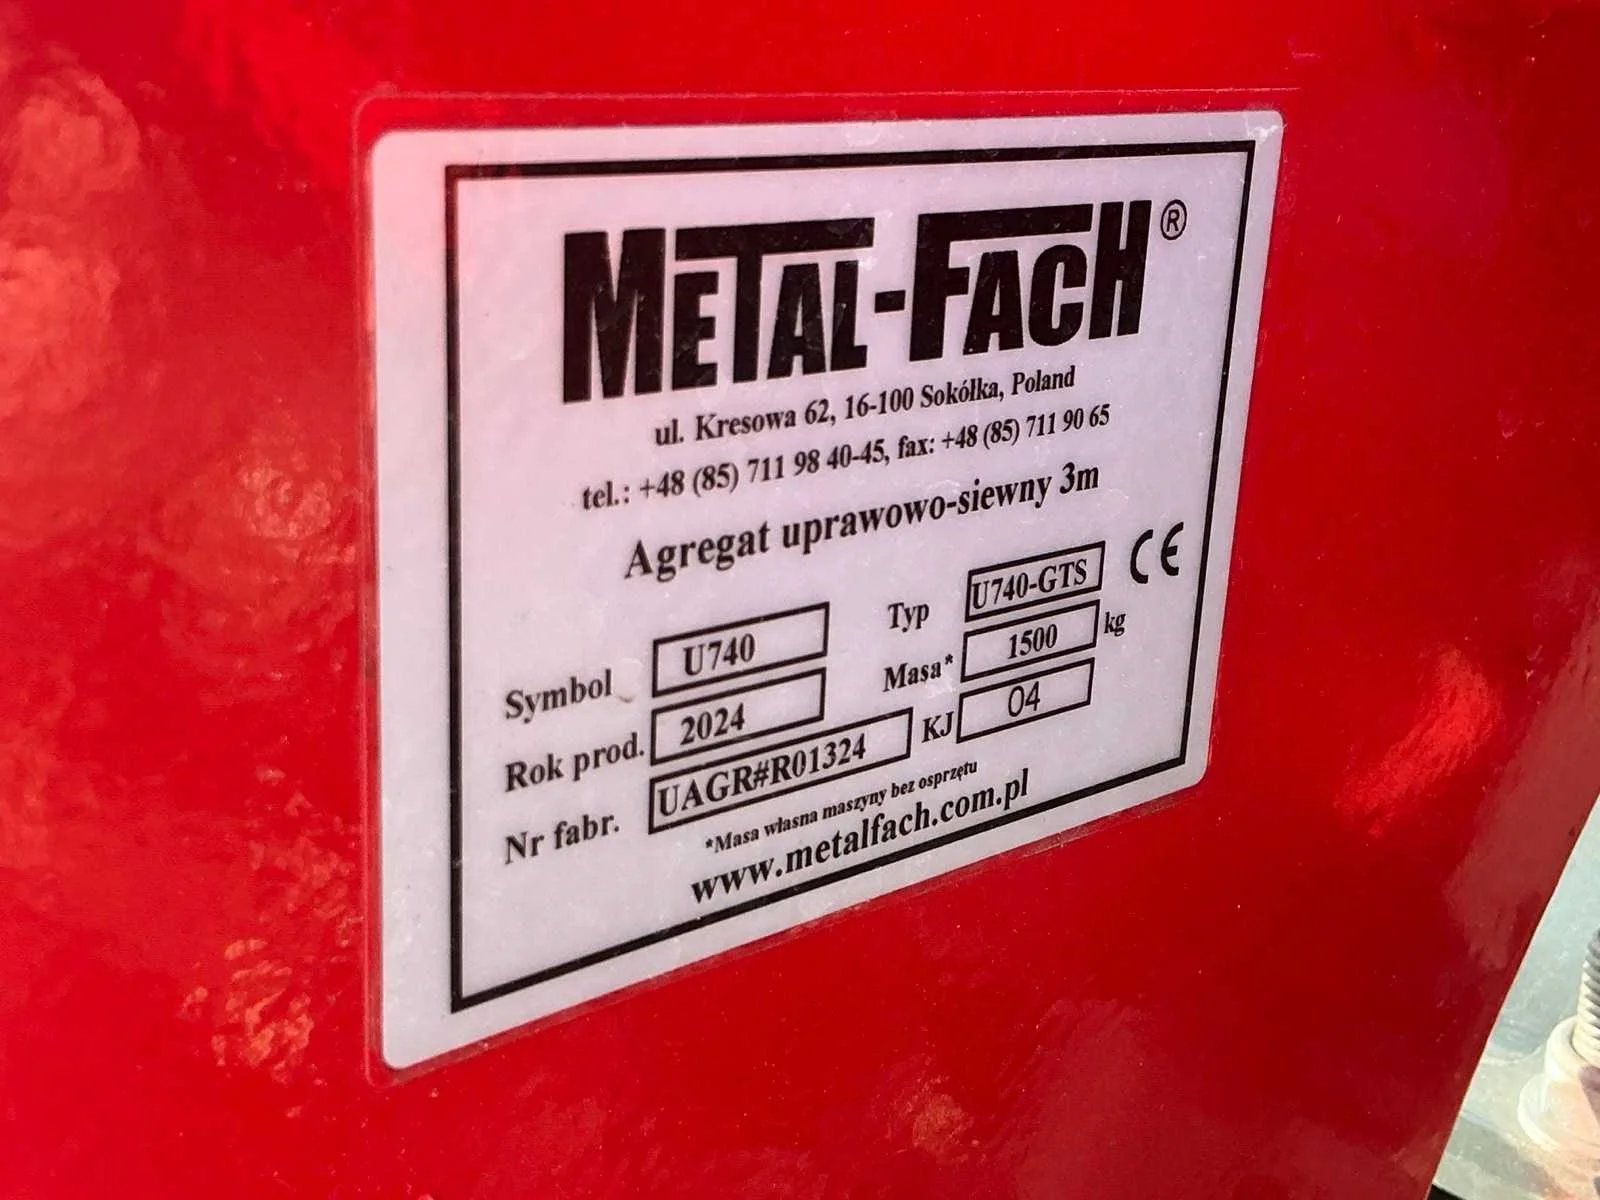 METAL-FACH®
ul. Kresowa 62, 16-100 Sokółka, Poland
tel.: +48 (85) 711 98 40-45, fax: +48 (85) 711 90 65
Agregat uprawowo-siewny 3m
Symbol U740 Typ U740-GTS CE
Rok prod. 2024 Masa* 1500 kg
Nr fabr. UAGR#R01324 KJ 04
*Masa własna maszyny bez osprzętu
www.metalfach.com.pl